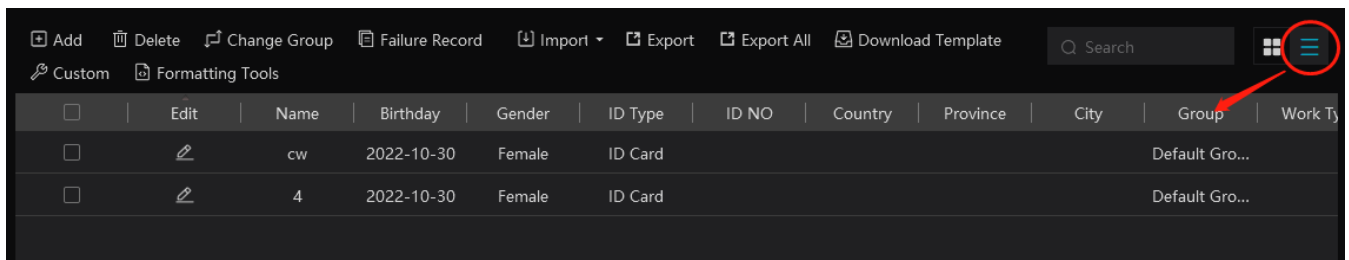 Add Delete Change Group Failure Record Import Export Export All Download Template Search
Custom Formatting Tools
Edit Name Birthday Gender ID Type ID NO Country Province City Group Work Ty
cw 2022-10-30 Female ID Card Default Gro...
4 2022-10-30 Female ID Card Default Gro...